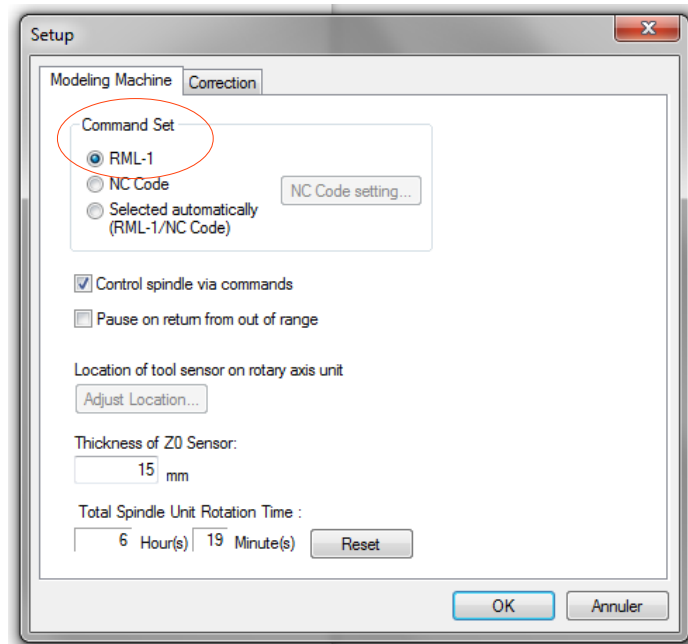 Setup
Modeling Machine
Correction
Command Set
RML-1
NC Code
NC Code setting...
Selected automatically
(RML-1/NC Code)
Control spindle via commands
Pause on return from out of range
Location of tool sensor on rotary axis unit
Adjust Location...
Thickness of Z0 Sensor:
15 mm
Total Spindle Unit Rotation Time :
6 Hour(s) 19 Minute(s) Reset
OK Annuler